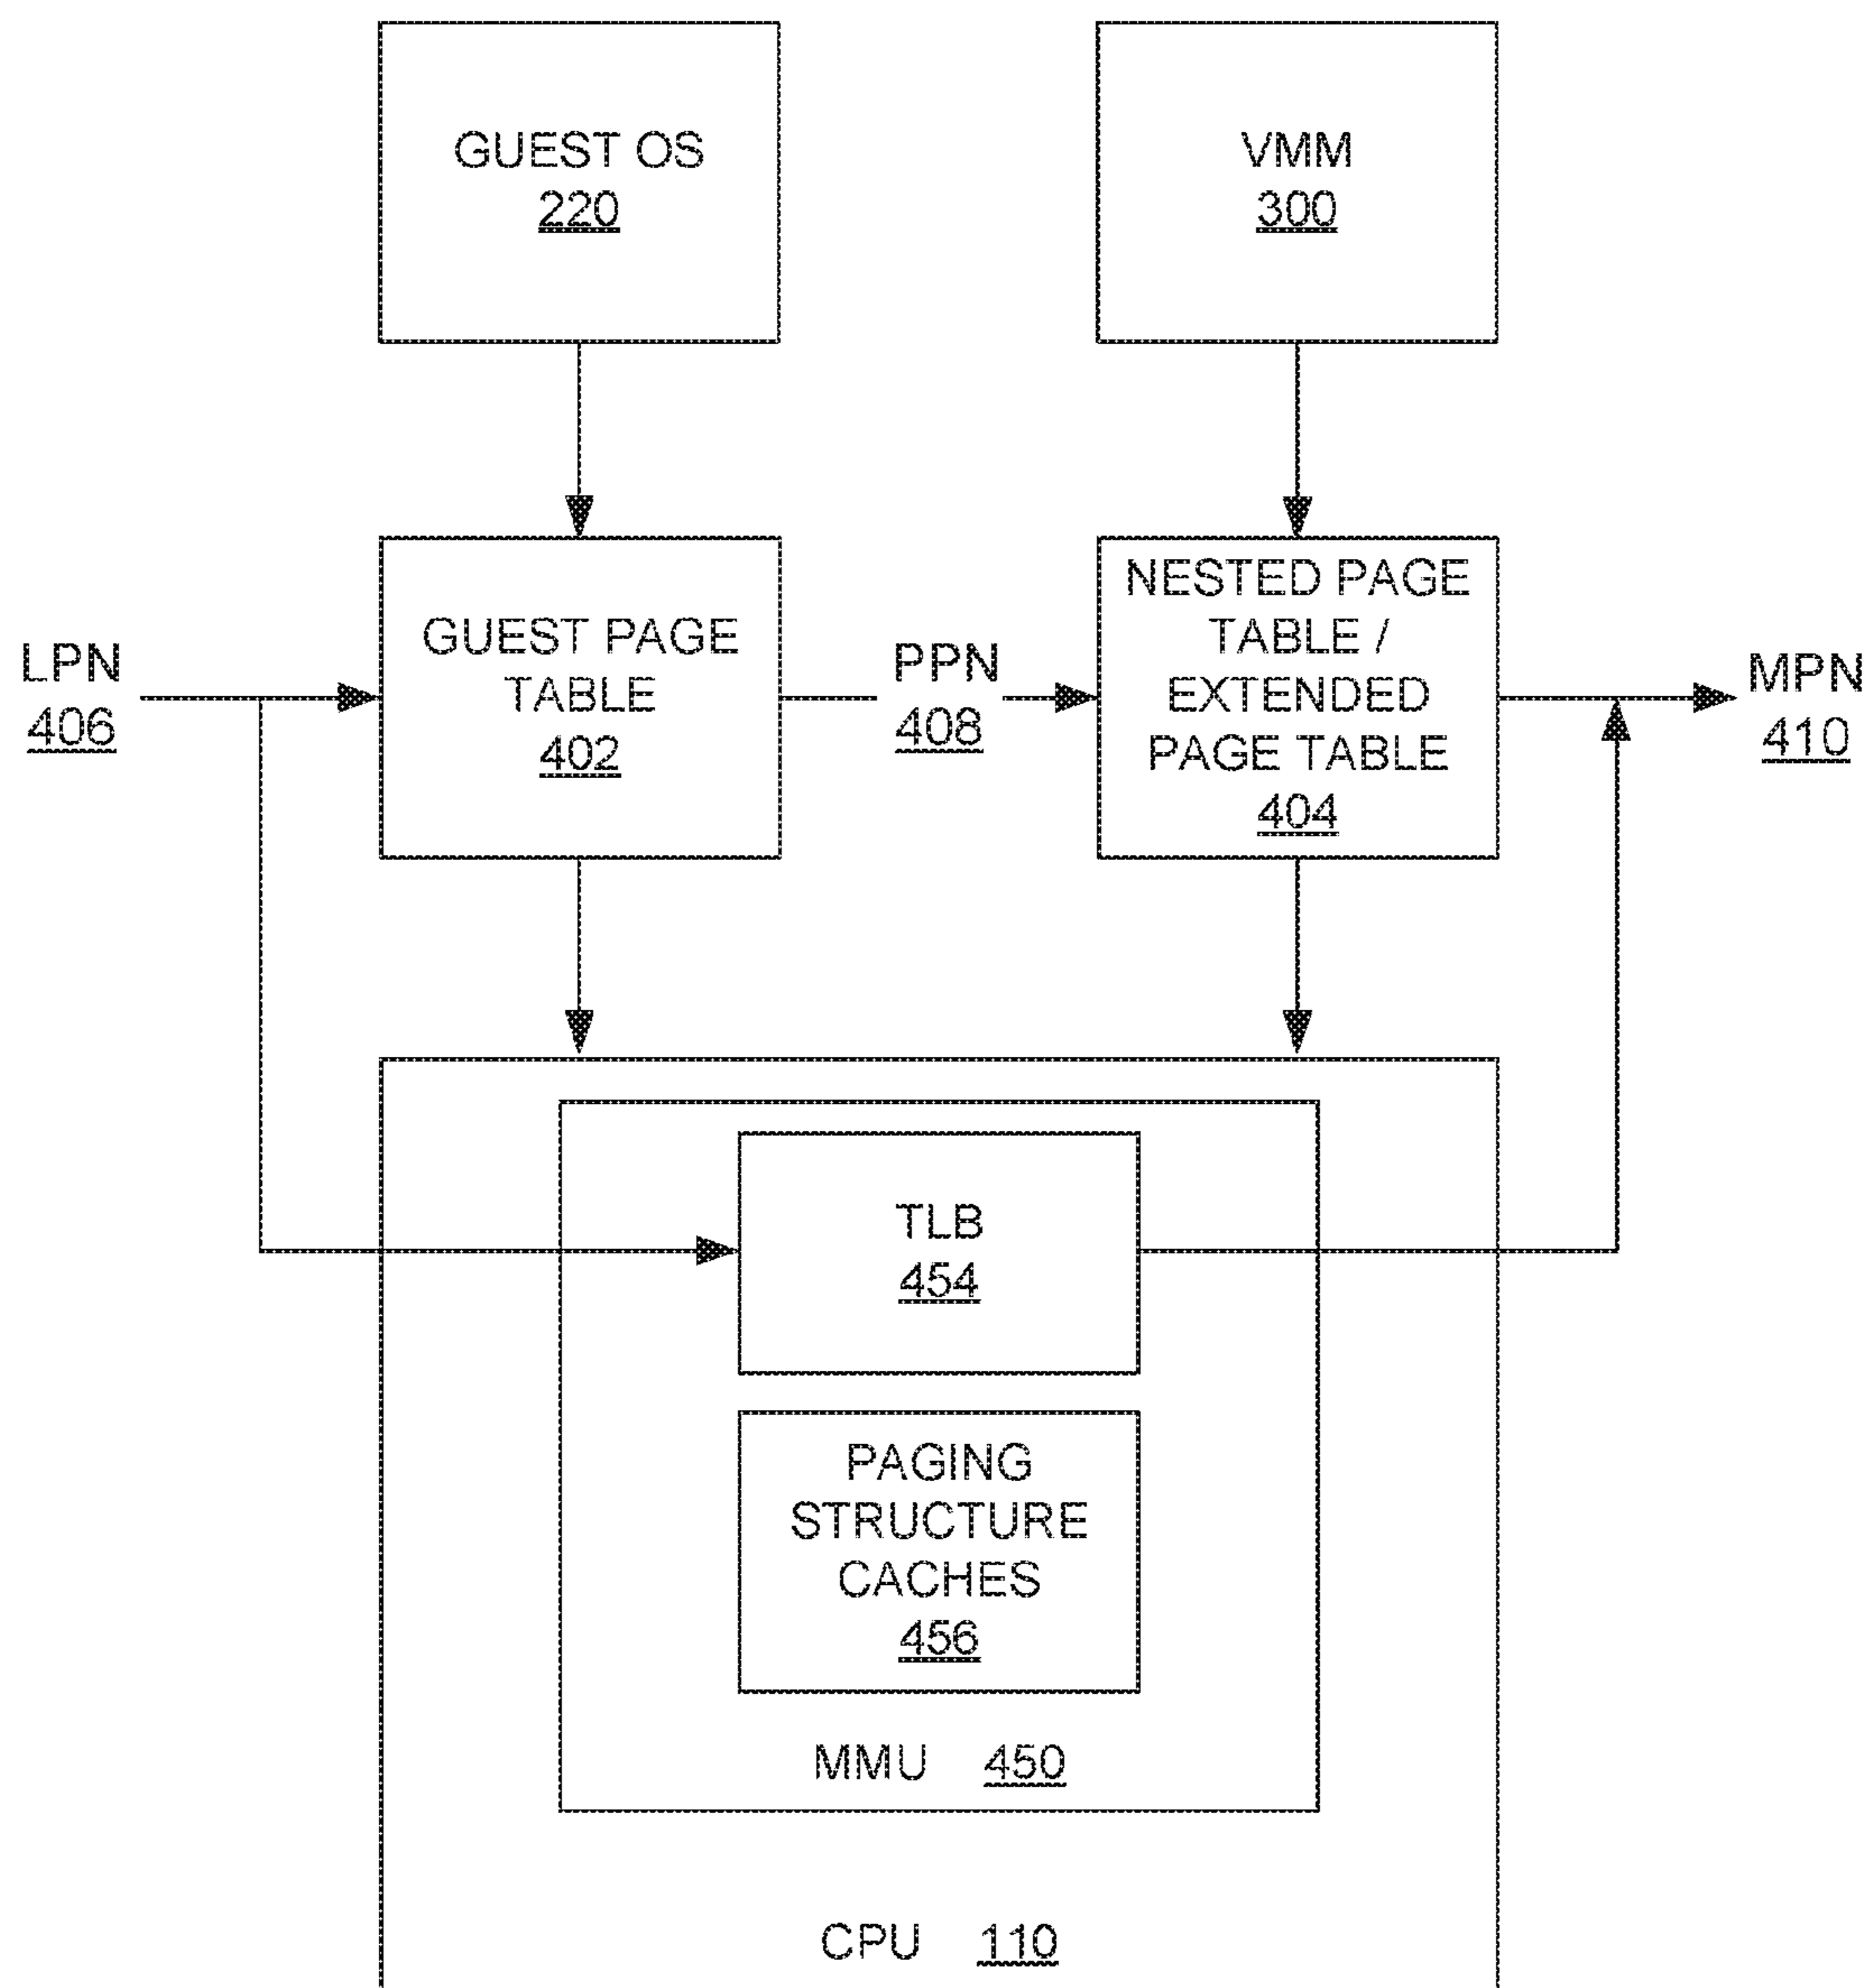 GUEST OS
220
VMM
300
LPN
406
GUEST PAGE
TABLE
402
PPN
408
NESTED PAGE
TABLE /
EXTENDED
PAGE TABLE
404
MPN
410
TLB
454
PAGING
STRUCTURE
CACHES
456
MMU 450
CPU 110